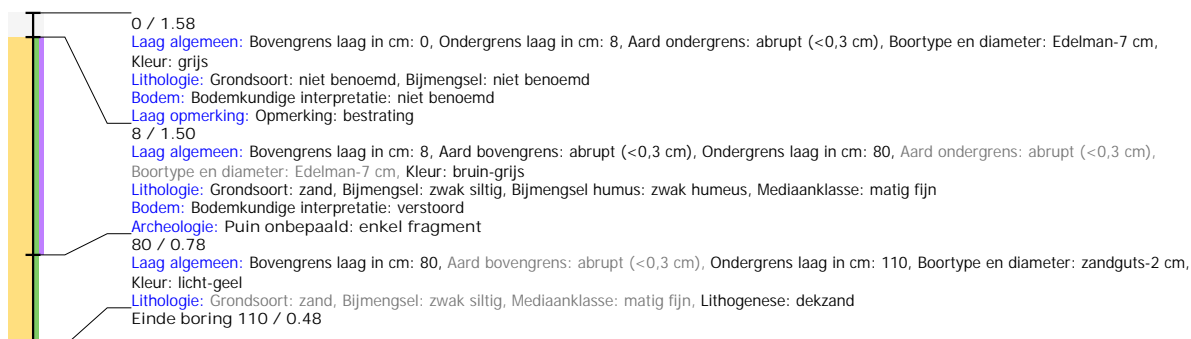 0 / 1.58
Laag algemeen: Bovengrens laag in cm: 0, Ondergrens laag in cm: 8, Aard ondergrens: abrupt (<0,3 cm), Boortype en diameter: Edelman-7 cm,
Kleur: grijs
Lithologie: Grondsoort: niet benoemd, Bijmengsel: niet benoemd
Bodem: Bodemkundige interpretatie: niet benoemd
Laag opmerking: Opmerking: bestrating
8 / 1.50
Laag algemeen: Bovengrens laag in cm: 8, Aard bovengrens: abrupt (<0,3 cm), Ondergrens laag in cm: 80, Aard ondergrens: abrupt (<0,3 cm),
Boortype en diameter: Edelman-7 cm, Kleur: bruin-grijs
Lithologie: Grondsoort: zand, Bijmengsel: zwak siltig, Bijmengsel humus: zwak humeus, Mediaanklasse: matig fijn
Bodem: Bodemkundige interpretatie: verstoord
Archeologie: Puin onbepaald: enkel fragment
80 / 0.78
Laag algemeen: Bovengrens laag in cm: 80, Aard bovengrens: abrupt (<0,3 cm), Ondergrens laag in cm: 110, Boortype en diameter: zandguts-2 cm,
Kleur: licht-geel
Lithologie: Grondsoort: zand, Bijmengsel: zwak siltig, Mediaanklasse: matig fijn, Lithogenese: dekzand
Einde boring 110 / 0.48